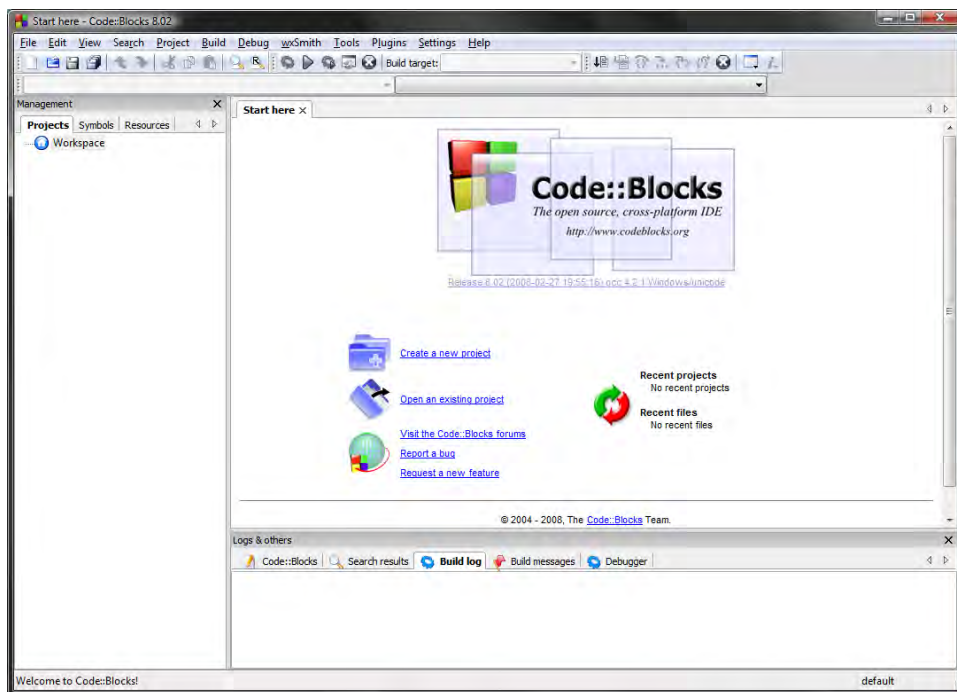 Start here - Code::Blocks 8.02
File Edit View Search Project Build Debug wxSmith Tools Plugins Settings Help
Build target:
Management
Start here
Projects Symbols Resources
Workspace
Code::Blocks
The open source, cross-platform IDE
http://www.codeblocks.org
Release 8.02 (2008-02-27 19:55:16) gcc 4.2.1 Windows/unicode
Create a new project
Open an existing project
Visit the Code::Blocks forums
Report a bug
Request a new feature
Recent projects
No recent projects
Recent files
No recent files
© 2004 - 2008, The Code::Blocks Team.
Logs & others
Code::Blocks Search results Build log Build messages Debugger
Welcome to Code::Blocks!
default